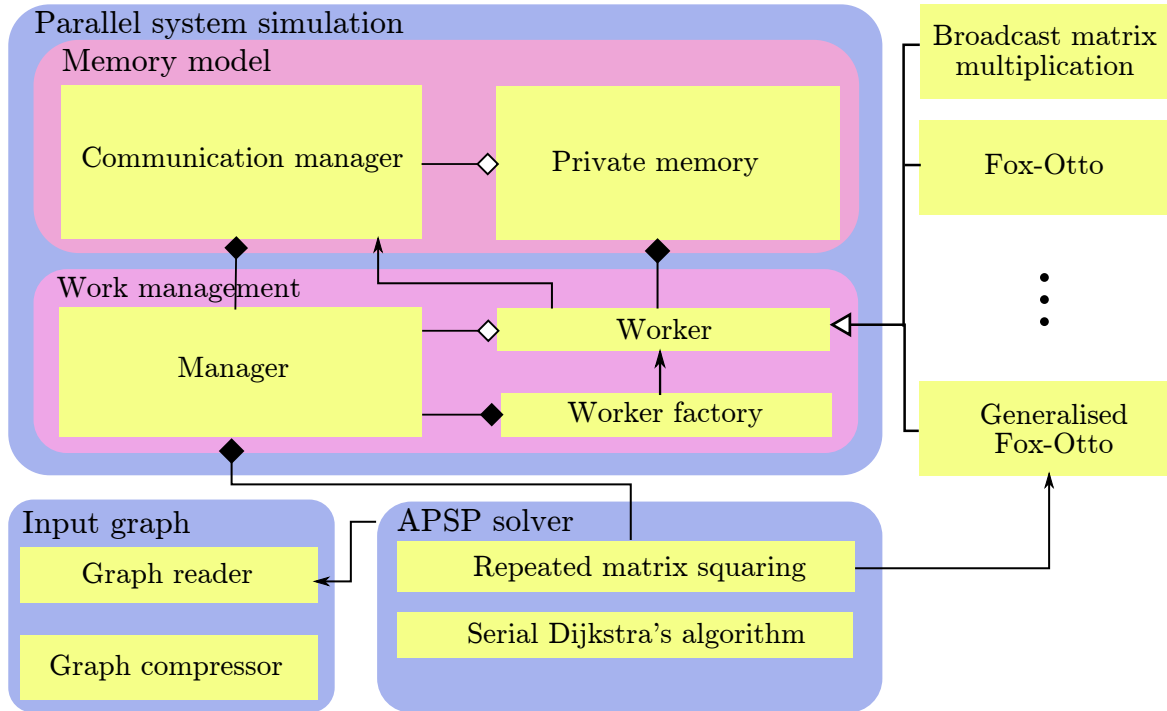 Parallel system simulation
Memory model
Communication manager
Private memory
Work management
Manager
Worker
Worker factory
Broadcast matrix
multiplication
Fox-Otto
Generalised
Fox-Otto
Input graph
Graph reader
Graph compressor
APSP solver
Repeated matrix squaring
Serial Dijkstra's algorithm